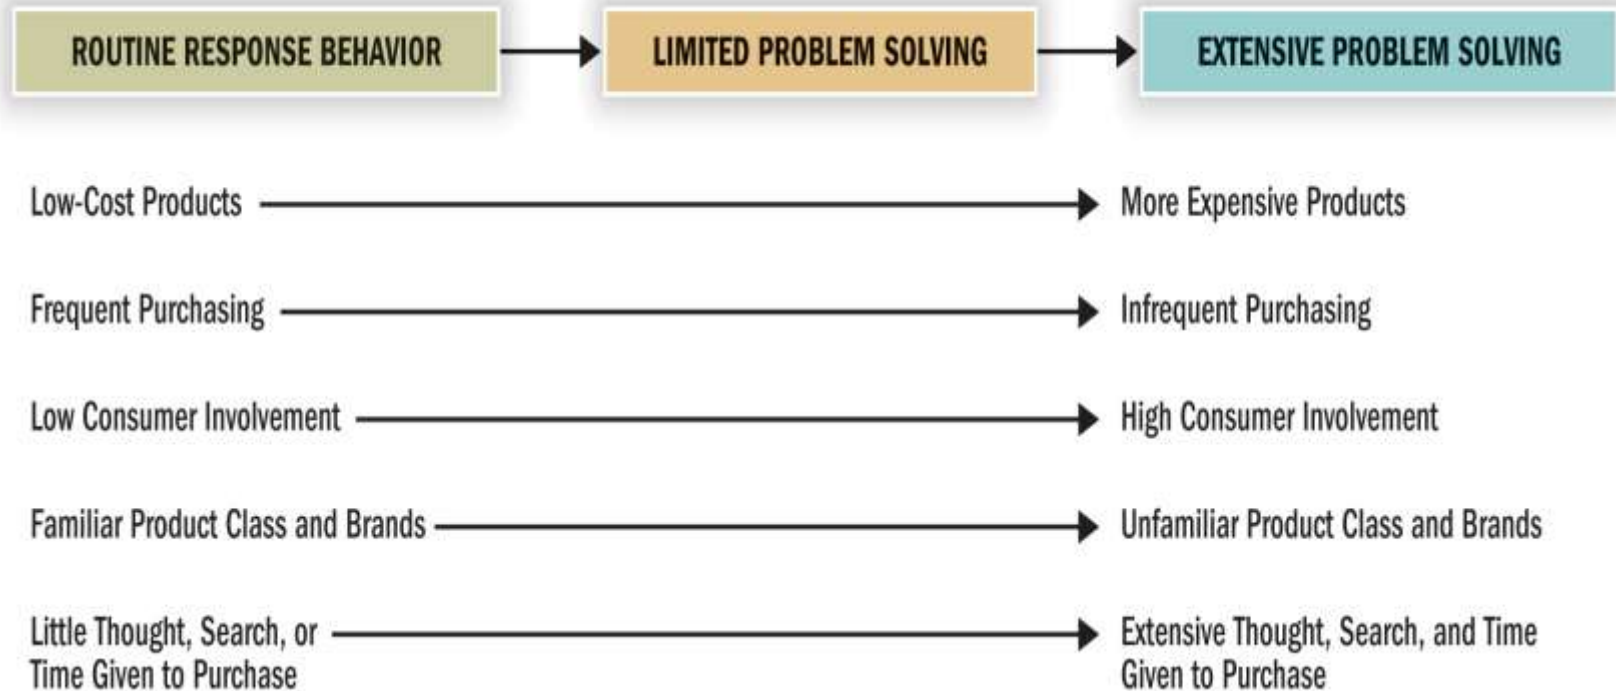 ROUTINE RESPONSE BEHAVIOR
LIMITED PROBLEM SOLVING
EXTENSIVE PROBLEM SOLVING
Low-Cost Products
More Expensive Products
Frequent Purchasing
Infrequent Purchasing
Low Consumer Involvement
High Consumer Involvement
Familiar Product Class and Brands
Unfamiliar Product Class and Brands
Little Thought, Search, or
Time Given to Purchase
Extensive Thought, Search, and Time
Given to Purchase